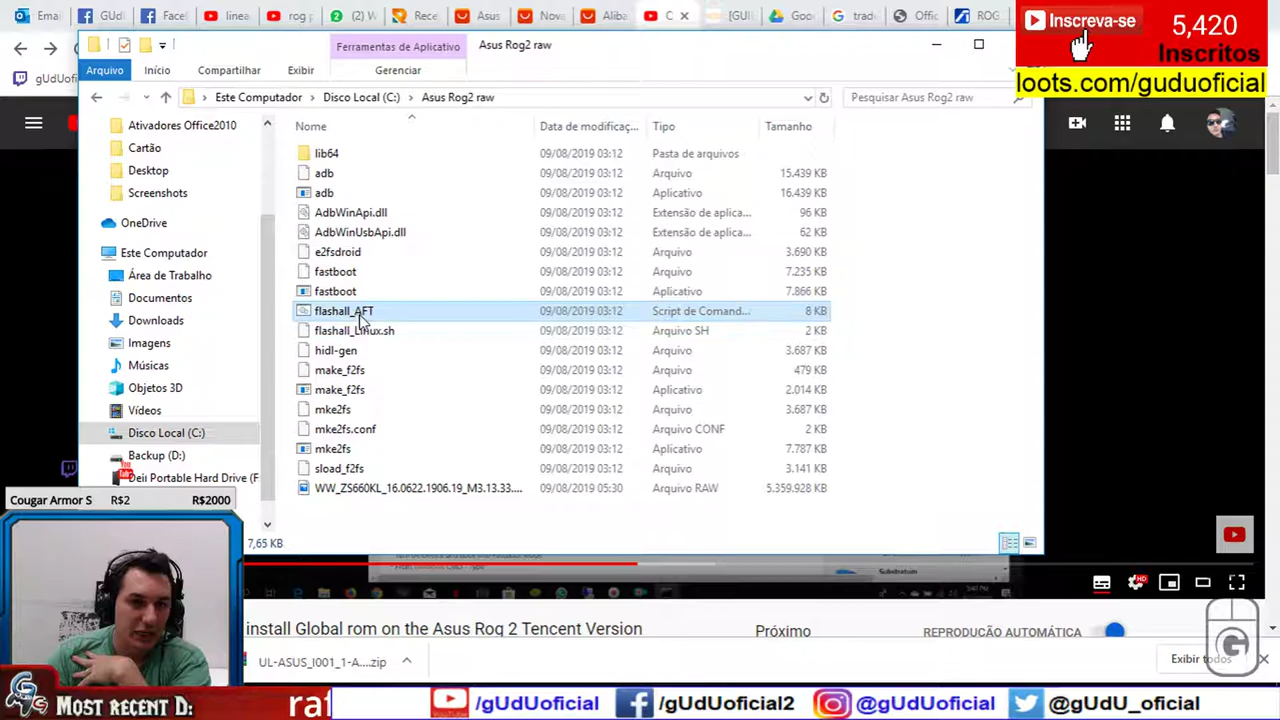 Emai
GUd
Facel
linea
rog p
(2) W
Rece
Asus
Nova
Aliba
C
[GUI
Goo
trade
Offic
ROG
Ferramentas de Aplicativo
Asus Rog2 raw
Inscreva-se
5,420
Inscritos
loots.com/guduoficial
Arquivo
Início
Compartilhar
Exibir
Gerenciar
gUdUofici
Este Computador > Disco Local (C:) > Asus Rog2 raw
Pesquisar Asus Rog2 raw
Nome
Data de modificaç...
Tipo
Tamanho
Ativadores Office2010
Cartão
Desktop
Screenshots
OneDrive
Este Computador
Área de Trabalho
Documentos
Downloads
Imagens
Músicas
Objetos 3D
Vídeos
Disco Local (C:)
Backup (D:)
Deii Portable Hard Drive (F
lib64 09/08/2019 03:12 Pasta de arquivos
adb 09/08/2019 03:12 Arquivo 15.439 KB
adb 09/08/2019 03:12 Aplicativo 16.439 KB
AdbWinApi.dll 09/08/2019 03:12 Extensão de aplica... 96 KB
AdbWinUsbApi.dll 09/08/2019 03:12 Extensão de aplica... 62 KB
e2fsdroid 09/08/2019 03:12 Arquivo 3.690 KB
fastboot 09/08/2019 03:12 Arquivo 7.235 KB
fastboot 09/08/2019 03:12 Aplicativo 7.866 KB
flashall_AFT 09/08/2019 03:12 Script de Comand... 8 KB
flashall_Linux.sh 09/08/2019 03:12 Arquivo SH 2 KB
hidl-gen 09/08/2019 03:12 Arquivo 3.687 KB
make_f2fs 09/08/2019 03:12 Arquivo 479 KB
make_f2fs 09/08/2019 03:12 Aplicativo 2.014 KB
mke2fs 09/08/2019 03:12 Arquivo 3.687 KB
mke2fs.conf 09/08/2019 03:12 Arquivo CONF 2 KB
mke2fs 09/08/2019 03:12 Aplicativo 7.787 KB
sload_f2fs 09/08/2019 03:12 Arquivo 3.141 KB
WW_ZS660KL_16.0622.1906.19_M3.13.33.... 09/08/2019 05:30 Arquivo RAW 5.359.928 KB
Cougar Armor S R$2 R$2000
7,65 KB
Substratum
HD
install Global rom on the Asus Rog 2 Tencent Version
Próximo
REPRODUÇÃO AUTOMÁTICA
UL-ASUS_I001_1-A....zip
Exibir todos
G
GG
Most recent D:
ra
/gUdUoficial
/gUdUoficial2
@gUdUoficial
@gUdU_oficial